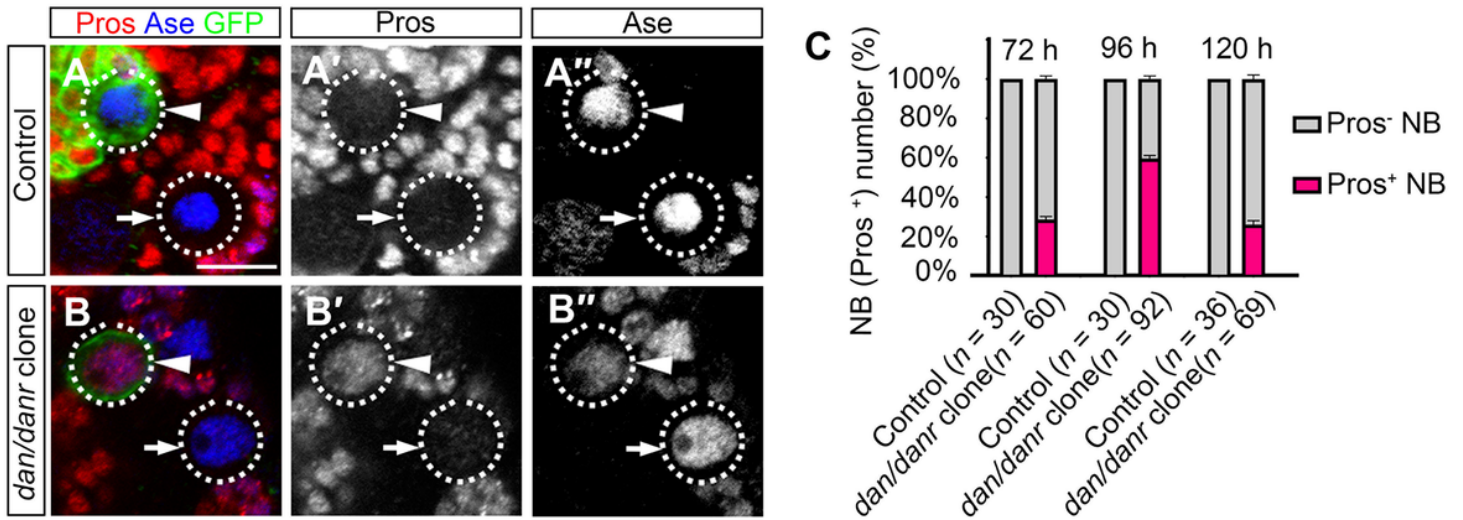 Pros Ase GFP
Pros
Ase
Control
A
A′
A″
dan/danr clone
B
B′
B″
C
NB (Pros +) number (%)
72 h
96 h
120 h
100%
80%
60%
40%
20%
0%
Control (n = 30)
dan/danr clone(n = 60)
Control (n = 30)
dan/danr clone(n = 92)
Control (n = 36)
dan/danr clone(n = 69)
Pros- NB
Pros+ NB